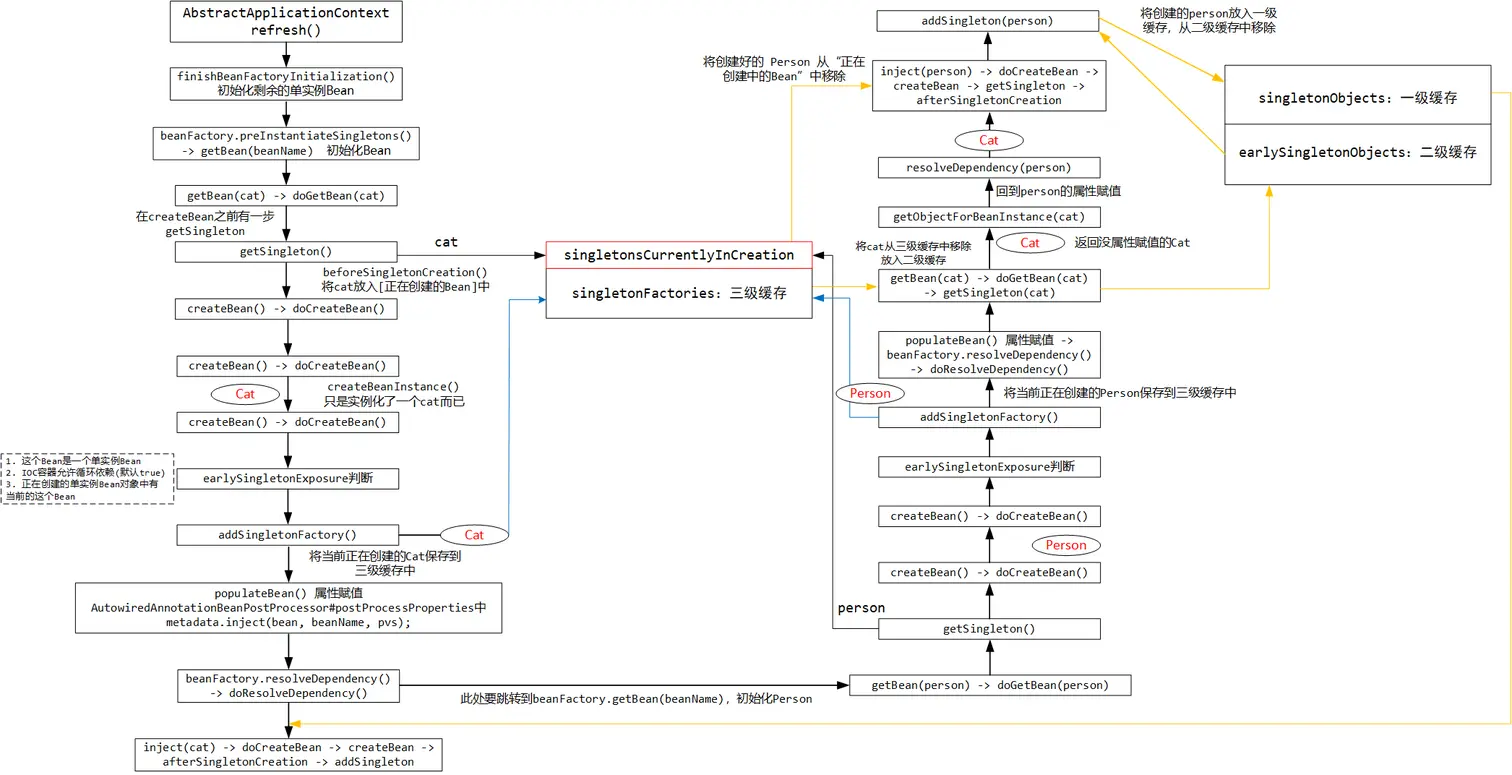 AbstractApplicationContext
refresh()
finishBeanFactoryInitialization()
初始化剩余的单实例Bean
beanFactory.preInstantiateSingletons()
-> getBean(beanName) 初始化Bean
getBean(cat) -> doGetBean(cat)
在createBean之前有一步
getSingleton
getSingleton()
cat
beforeSingletonCreation()
将cat放入[正在创建的Bean]中
createBean() -> doCreateBean()
createBean() -> doCreateBean()
Cat
createBeanInstance()
只是实例化了一个cat而已
createBean() -> doCreateBean()
1. 这个Bean是一个单实例Bean
2. IOC容器允许循环依赖(默认true)
3. 正在创建的单实例Bean对象中有
当前的这个Bean
earlySingletonExposure判断
addSingletonFactory()
Cat
将当前正在创建的Cat保存到
三级缓存中
populateBean() 属性赋值
AutowiredAnnotationBeanPostProcessor#postProcessProperties中
metadata.inject(bean, beanName, pvs);
beanFactory.resolveDependency()
-> doResolveDependency()
此处要跳转到beanFactory.getBean(beanName), 初始化Person
inject(cat) -> doCreateBean -> createBean ->
afterSingletonCreation -> addSingleton
singletonsCurrentlyInCreation
singletonFactories: 三级缓存
getBean(person) -> doGetBean(person)
person
getSingleton()
createBean() -> doCreateBean()
Person
createBean() -> doCreateBean()
earlySingletonExposure判断
addSingletonFactory()
Person
将当前正在创建的Person保存到三级缓存中
populateBean() 属性赋值 ->
beanFactory.resolveDependency()
-> doResolveDependency()
getBean(cat) -> doGetBean(cat)
-> getSingleton(cat)
将cat从三级缓存中移除
放入二级缓存
Cat
返回没属性赋值的Cat
getObjectForBeanInstance(cat)
回到person的属性赋值
resolveDependency(person)
Cat
inject(person) -> doCreateBean ->
createBean -> getSingleton ->
afterSingletonCreation
将创建好的 Person 从“正在
创建中的Bean”中移除
addSingleton(person)
将创建的person放入一级
缓存, 从二级缓存中移除
singletonObjects: 一级缓存
earlySingletonObjects: 二级缓存